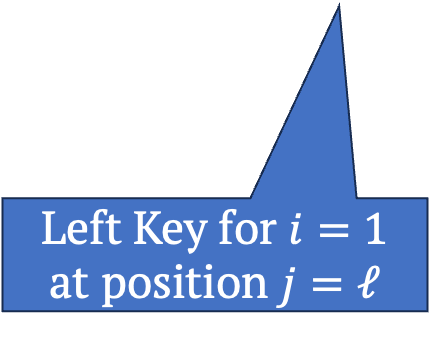 Left Key for 𝑖 = 1
at position 𝑗 = ℓ